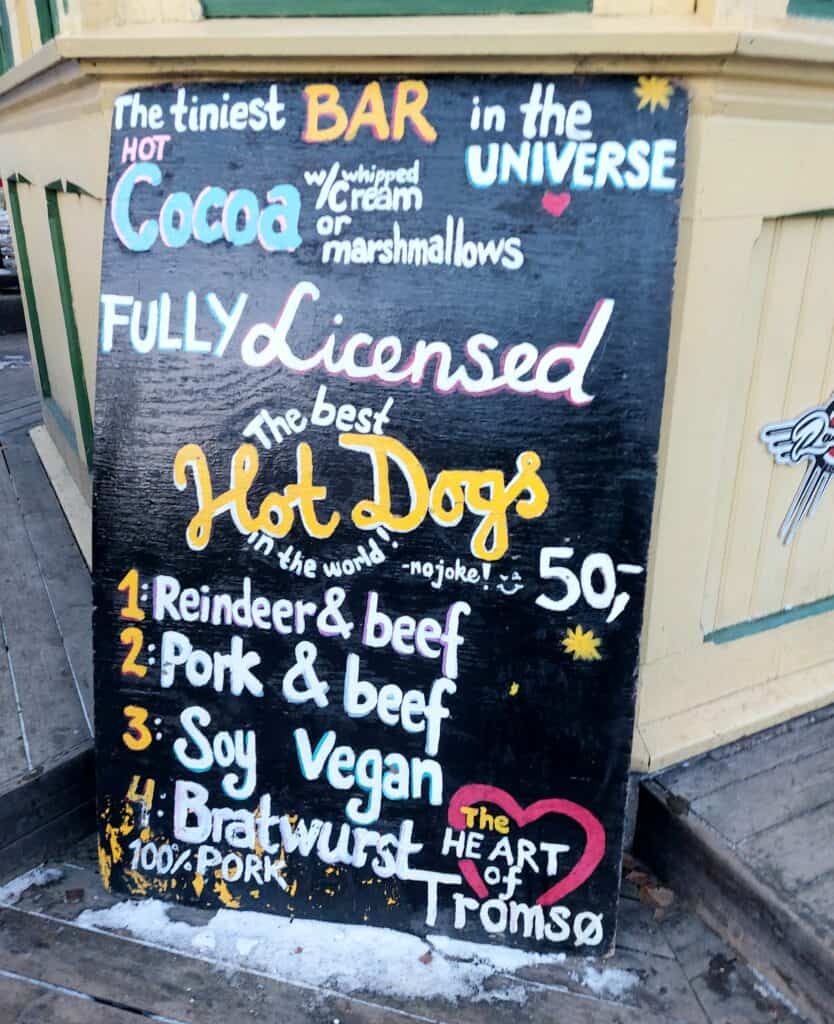 The tiniest BAR in the
UNIVERSE
HOT
Cocoa w/whipped
Cream
or
marshmallows
FULLY Licensed
The best
Hot Dogs
in the world!
-no joke! 50,-
1: Reindeer & beef
2: Pork & beef
3: Soy Vegan
4: Bratwurst
100% PORK
The
HEART
of
Tromsø